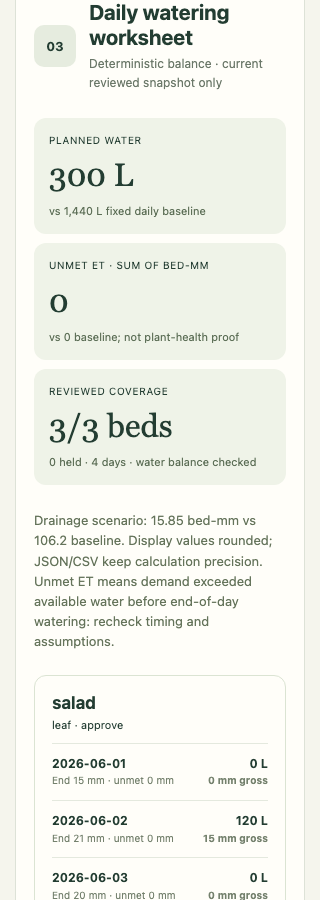 03
Daily watering
worksheet
Deterministic balance · current
reviewed snapshot only
PLANNED WATER
300 L
vs 1,440 L fixed daily baseline
UNMET ET · SUM OF BED-MM
0
vs 0 baseline; not plant-health proof
REVIEWED COVERAGE
3/3 beds
0 held · 4 days · water balance checked
Drainage scenario: 15.85 bed-mm vs
106.2 baseline. Display values rounded;
JSON/CSV keep calculation precision.
Unmet ET means demand exceeded
available water before end-of-day
watering: recheck timing and
assumptions.
salad
leaf · approve
2026-06-01 0 L
End 15 mm · unmet 0 mm 0 mm gross
2026-06-02 120 L
End 21 mm · unmet 0 mm 15 mm gross
2026-06-03 0 L
End 20 mm · unmet 0 mm 0 mm gross